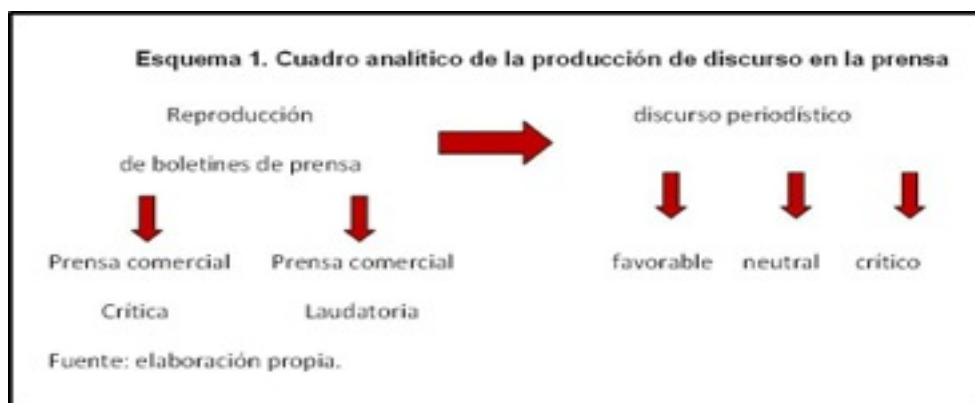 Esquema 1. Cuadro analítico de la producción de discurso en la prensa
Reproducción
de boletines de prensa
discurso periodístico
Prensa comercial
Crítica
Prensa comercial
Laudatoria
favorable
neutral
crítico
Fuente: elaboración propia.